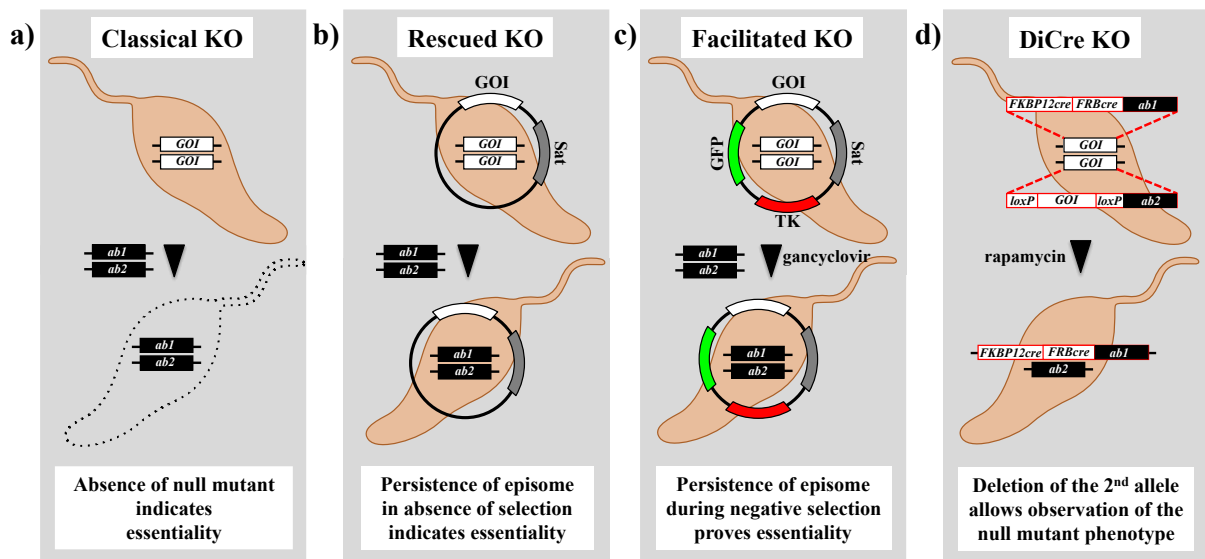 a)
Classical KO
GOI
GOI
ab1
ab2
ab1
ab2
Absence of null mutant
indicates
essentiality
b)
Rescued KO
GOI
GOI
GOI
Sat
ab1
ab2
ab1
ab2
Persistence of episome
in absence of selection
indicates essentiality
c)
Facilitated KO
GOI
GOI
GOI
GFP
Sat
TK
ab1
ab2
gancyclovir
ab1
ab2
Persistence of episome
during negative selection
proves essentiality
d)
DiCre KO
FKBP12cre FRBcre ab1
GOI
GOI
loxP GOI loxP ab2
rapamycin
FKBP12cre FRBcre ab1
ab2
Deletion of the 2nd allele
allows observation of the
null mutant phenotype